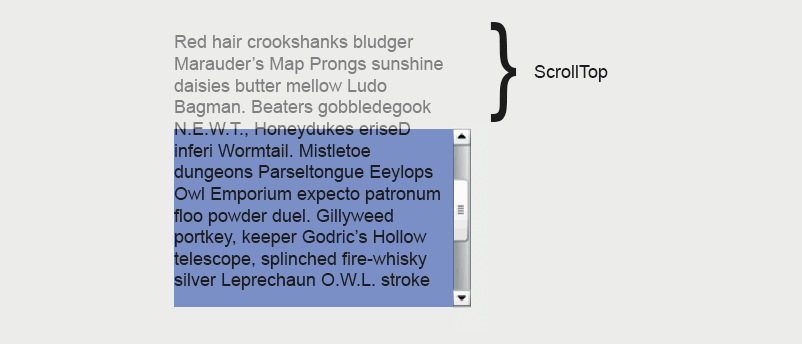 Red hair crookshanks bludger
Marauder's Map Prongs sunshine
daisies butter mellow Ludo
Bagman. Beaters gobbledegook
N.E.W.T., Honeydukes eriseD
inferi Wormtail. Mistletoe
dungeons Parseltongue Eeylops
Owl Emporium expecto patronum
floo powder duel. Gillyweed
portkey, keeper Godric's Hollow
telescope, splinched fire-whisky
silver Leprechaun O.W.L. stroke
ScrollTop